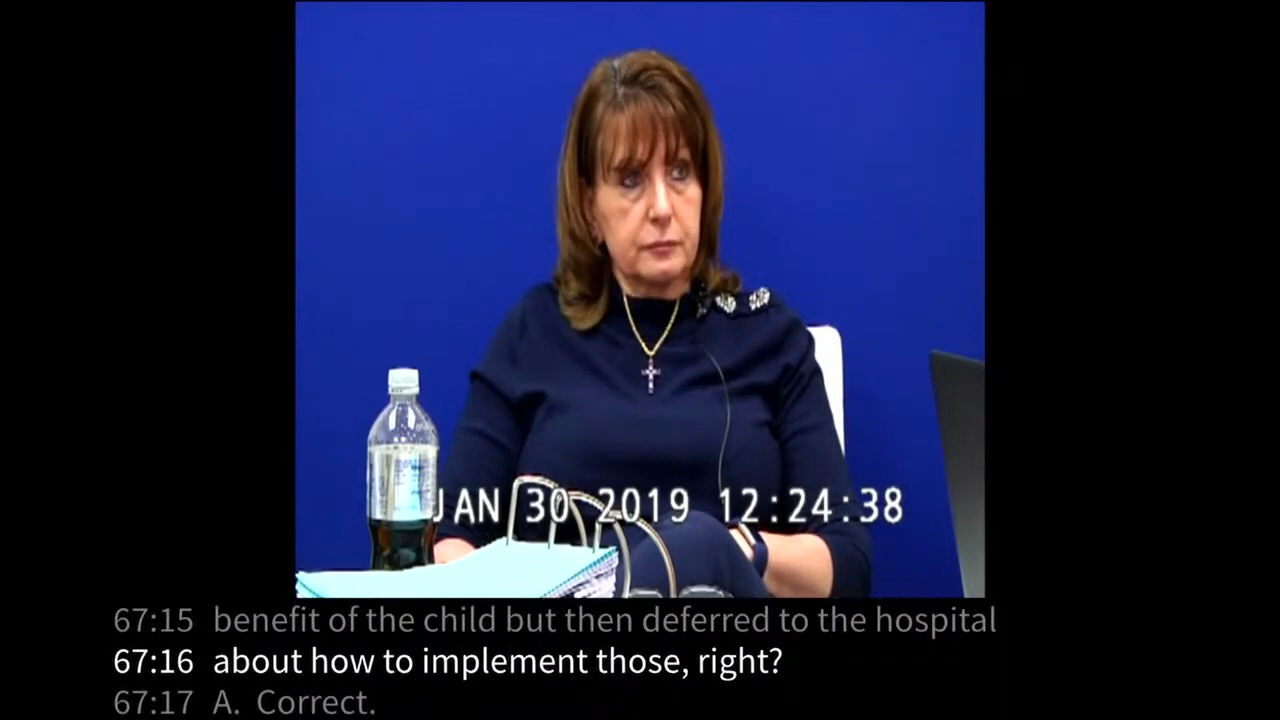 JAN 30 2019 12:24:38
67:15 benefit of the child but then deferred to the hospital
67:16 about how to implement those, right?
67:17 A. Correct.